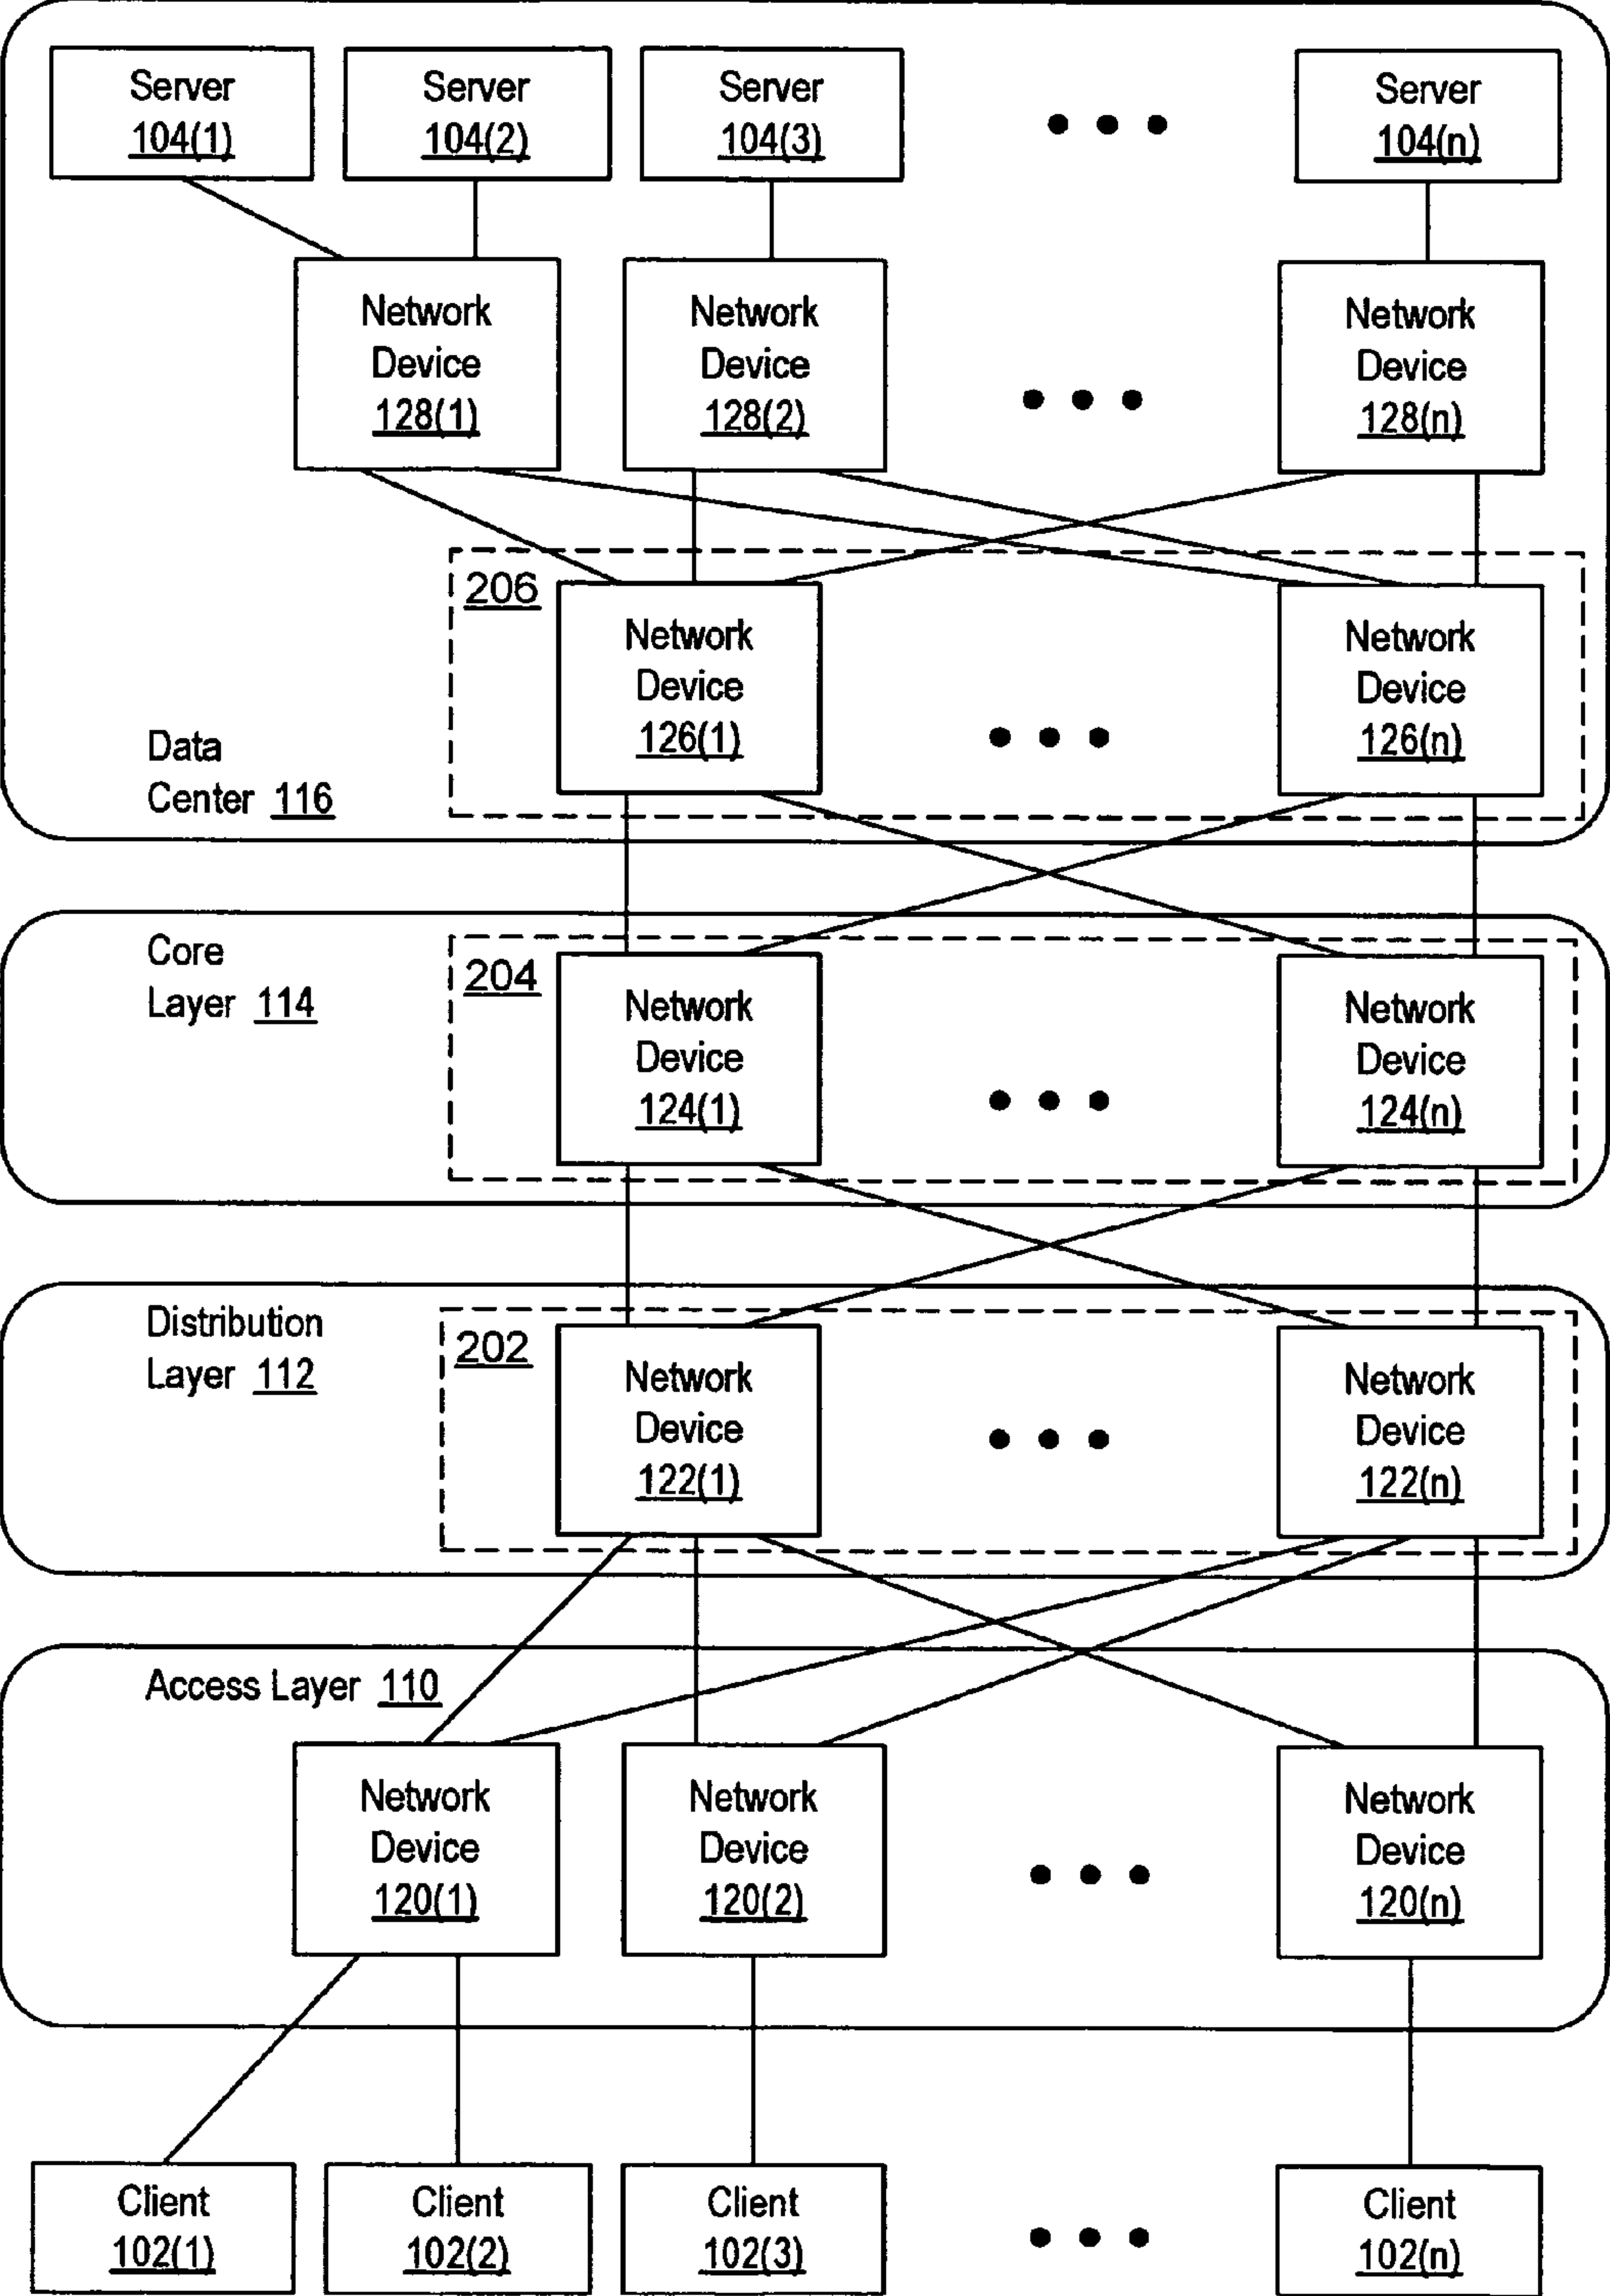 Server
104(1)
Server
104(2)
Server
104(3)
Server
104(n)
Network
Device
128(1)
Network
Device
128(2)
Network
Device
128(n)
206
Network
Device
126(1)
Network
Device
126(n)
Data
Center 116
Core
Layer 114
204
Network
Device
124(1)
Network
Device
124(n)
Distribution
Layer 112
202
Network
Device
122(1)
Network
Device
122(n)
Access Layer 110
Network
Device
120(1)
Network
Device
120(2)
Network
Device
120(n)
Client
102(1)
Client
102(2)
Client
102(3)
Client
102(n)